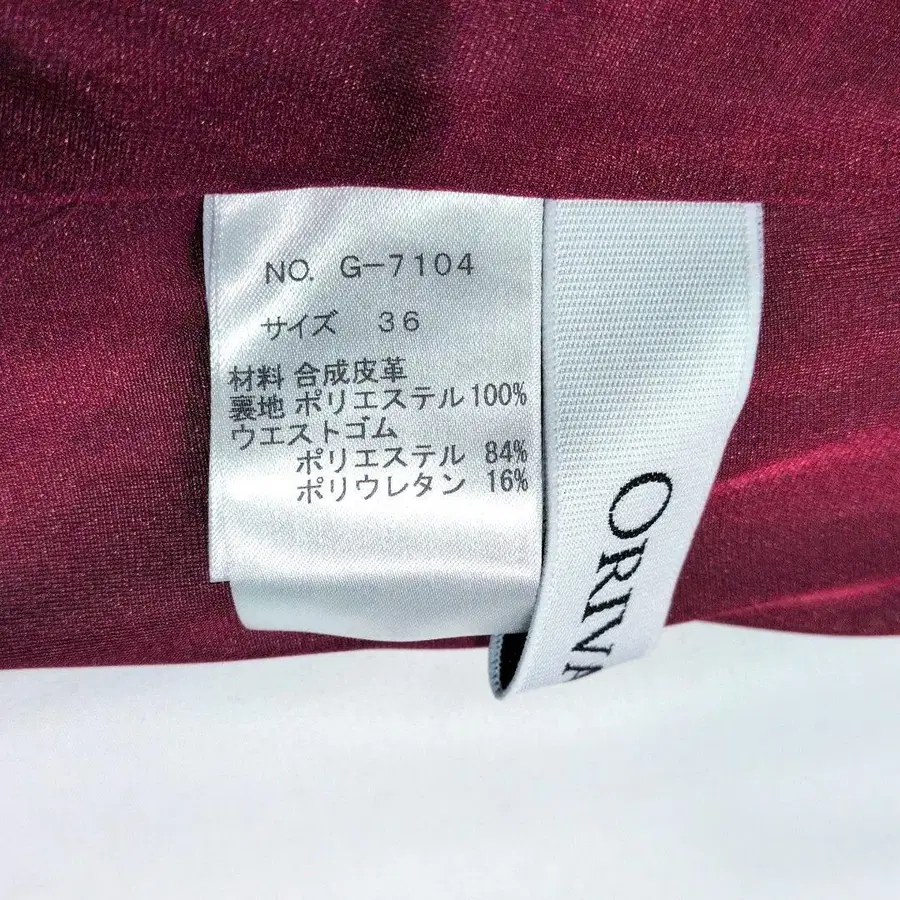 NO. G-7104
サイズ 36
材料 合成皮革
裏地 ポリエステル 100%
ウエストゴム
ポリエステル 84%
ポリウレタン 16%
ORIVA